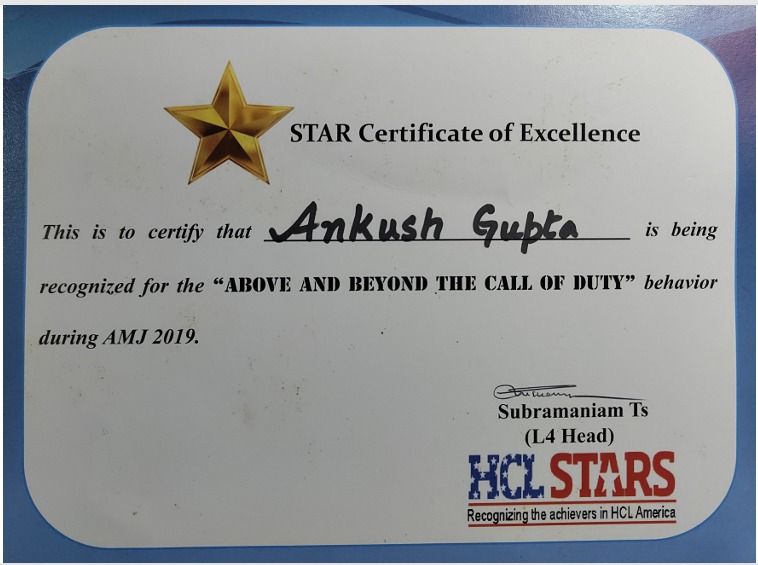 STAR Certificate of Excellence
This is to certify that Ankush Gupta is being
recognized for the “ABOVE AND BEYOND THE CALL OF DUTY” behavior
during AMJ 2019.
Subramaniam Ts
(L4 Head)
HCL STARS
Recognizing the achievers in HCL America